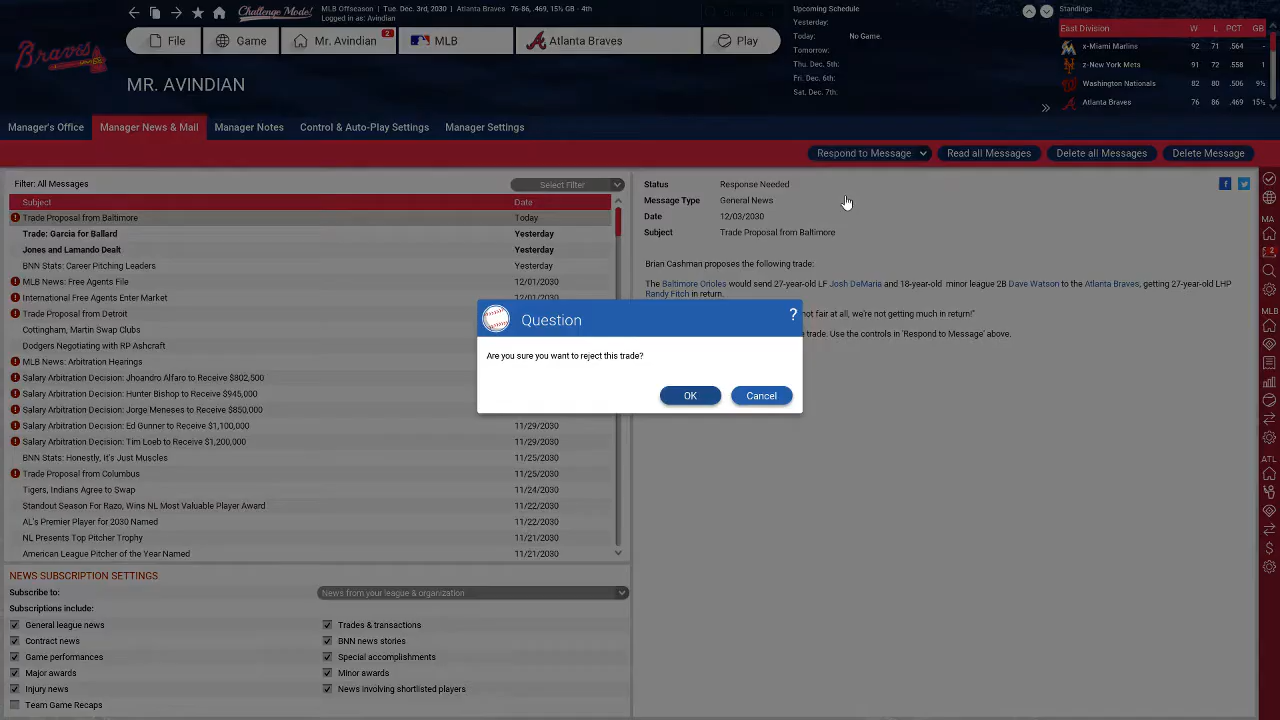 Challenge Mode!
MLB Offseason | Tue. Dec. 3rd, 2030 | Atlanta Braves 76-86, .469, 15½ GB - 4th
Logged in as: Avindian
Braves
File
Game
Mr. Avindian
2
MLB
Atlanta Braves
Play
Upcoming Schedule
Yesterday:
Today: No Game.
Tomorrow:
Thu. Dec. 5th:
Fri. Dec. 6th:
Sat. Dec. 7th:
Standings
East Division W L PCT GB
x-Miami Marlins 92 71 .564 -
z-New York Mets 91 72 .558 1
Washington Nationals 82 80 .506 9½
Atlanta Braves 76 86 .469 15½
MR. AVINDIAN
Manager's Office
Manager News & Mail
Manager Notes
Control & Auto-Play Settings
Manager Settings
Respond to Message
Read all Messages
Delete all Messages
Delete Message
Filter: All Messages
Select Filter
Subject Date
Trade Proposal from Baltimore Today
Trade: Garcia for Ballard Yesterday
Jones and Lamando Dealt Yesterday
BNN Stats: Career Pitching Leaders Yesterday
MLB News: Free Agents File 12/01/2030
International Free Agents Enter Market 12/01/2030
Trade Proposal from Detroit
Cottingham, Martin Swap Clubs
Dodgers Negotiating with RP Ashcraft
MLB News: Arbitration Hearings
Salary Arbitration Decision: Jhoandro Alfaro to Receive $802,500
Salary Arbitration Decision: Hunter Bishop to Receive $945,000
Salary Arbitration Decision: Jorge Meneses to Receive $850,000
Salary Arbitration Decision: Ed Gunner to Receive $1,100,000 11/29/2030
Salary Arbitration Decision: Tim Loeb to Receive $1,200,000 11/29/2030
BNN Stats: Honestly, It's Just Muscles 11/25/2030
Trade Proposal from Columbus 11/25/2030
Tigers, Indians Agree to Swap 11/24/2030
Standout Season For Razo, Wins NL Most Valuable Player Award 11/22/2030
AL's Premier Player for 2030 Named 11/22/2030
NL Presents Top Pitcher Trophy 11/21/2030
American League Pitcher of the Year Named 11/21/2030
Status Response Needed
Message Type General News
Date 12/03/2030
Subject Trade Proposal from Baltimore
Brian Cashman proposes the following trade:
The Baltimore Orioles would send 27-year-old LF Josh DeMaria and 18-year-old minor league 2B Dave Watson to the Atlanta Braves, getting 27-year-old LHP
Randy Fitch in return.
not fair at all, we're not getting much in return!"
trade. Use the controls in 'Respond to Message' above.
Question
?
Are you sure you want to reject this trade?
OK
Cancel
NEWS SUBSCRIPTION SETTINGS
Subscribe to: News from your league & organization
Subscriptions include:
General league news Trades & transactions
Contract news BNN news stories
Game performances Special accomplishments
Major awards Minor awards
Injury news News involving shortlisted players
Team Game Recaps
MA
2
MLB
ATL